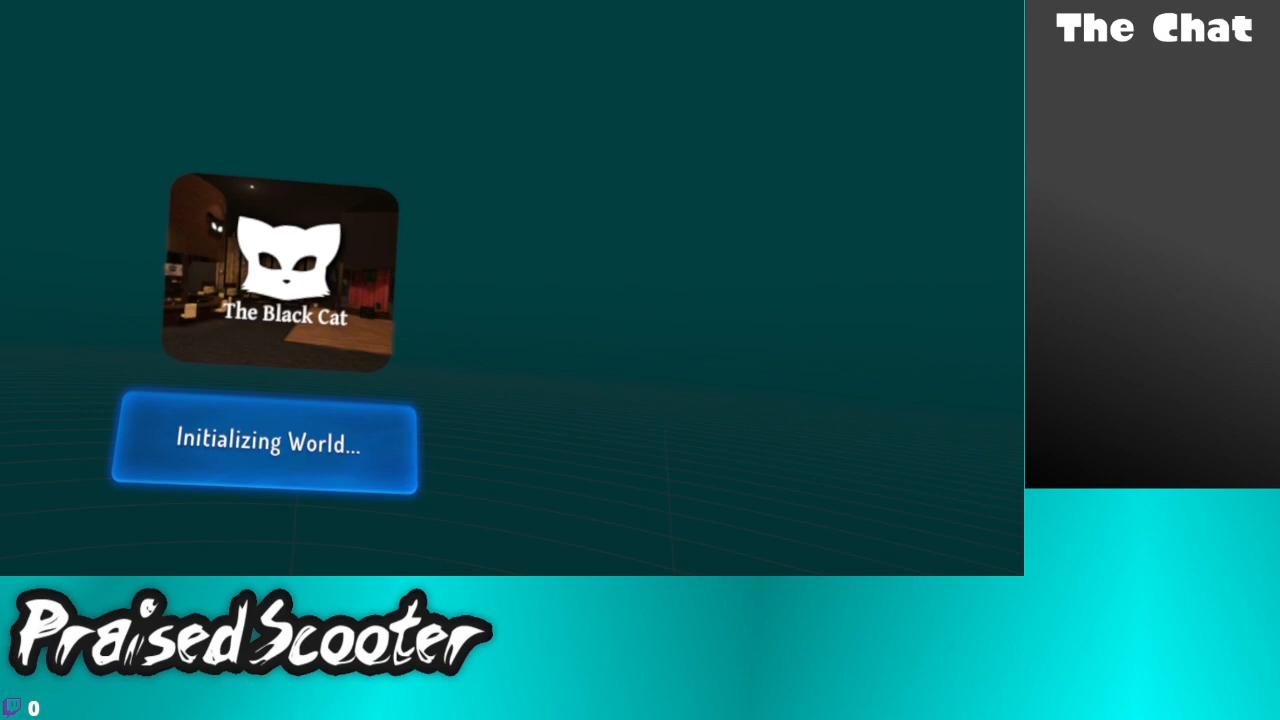 The Chat
The Black Cat
Initializing World...
PraisedScooter
0